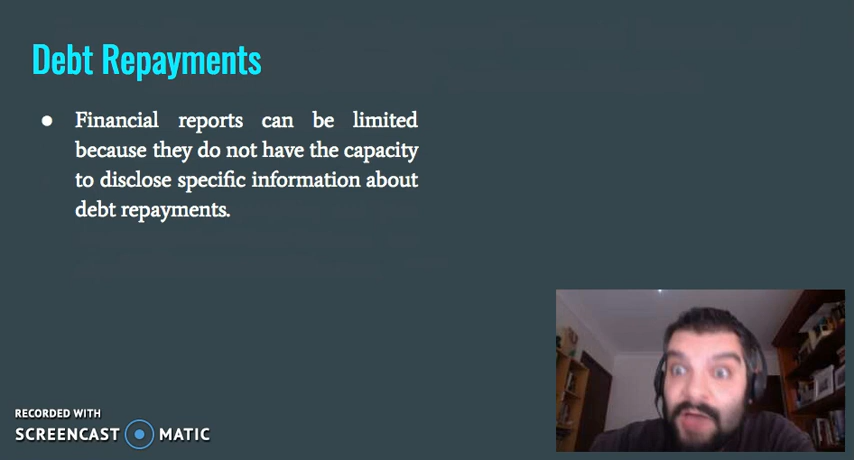 Debt Repayments
● Financial reports can be limited
because they do not have the capacity
to disclose specific information about
debt repayments.
RECORDED WITH
SCREENCAST MATIC